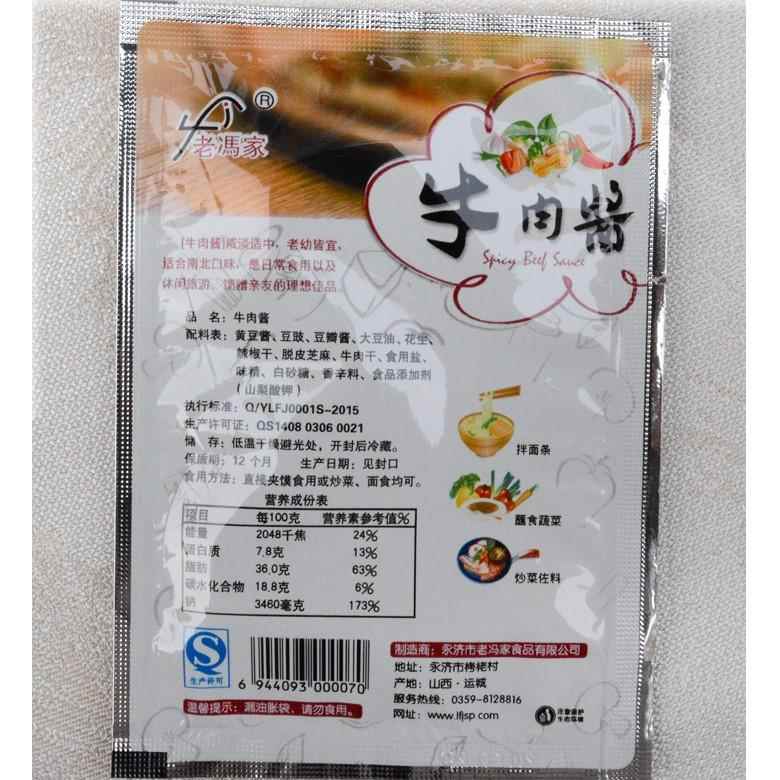 ®
老馮家
牛肉醬
Spicy Beef Sauce
(牛肉酱)咸淡适中，老幼皆宜，
适合南北口味，是日常食用以及
休闲旅游、馈赠亲友的理想佳品
品 名：牛肉酱
配料表：黄豆酱、豆豉、豆瓣酱、大豆油、花生、
辣椒干、脱皮芝麻、牛肉干、食用盐、
味精、白砂糖、香辛料、食品添加剂
（山梨酸钾）
执行标准：Q/YLFJ0001S-2015
生产许可证：QS1408 0306 0021
储 存：低温干燥避光处，开封后冷藏。
保质期：12个月 生产日期：见封口
食用方法：直接夹馍食用或炒菜、面食均可。
营养成份表
项目 每100克 营养素参考值%
能量 2048千焦 24%
蛋白质 7.8克 13%
脂肪 36.0克 63%
碳水化合物 18.8克 6%
钠 3460毫克 173%
拌面条
蘸食蔬菜
炒菜佐料
S
生产许可
6 944093 000070
温馨提示：漏油胀袋、请勿食用。
制造商：永济市老冯家食品有限公司
地址：永济市栲栳村
产地：山西·运城
服务热线：0359-8128816
网址：www.lfjsp.com
注意保护
生态环境